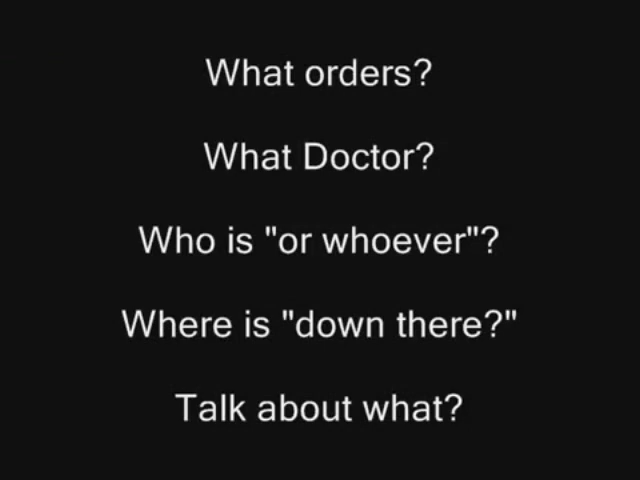 What orders?
What Doctor?
Who is "or whoever"?
Where is "down there?"
Talk about what?